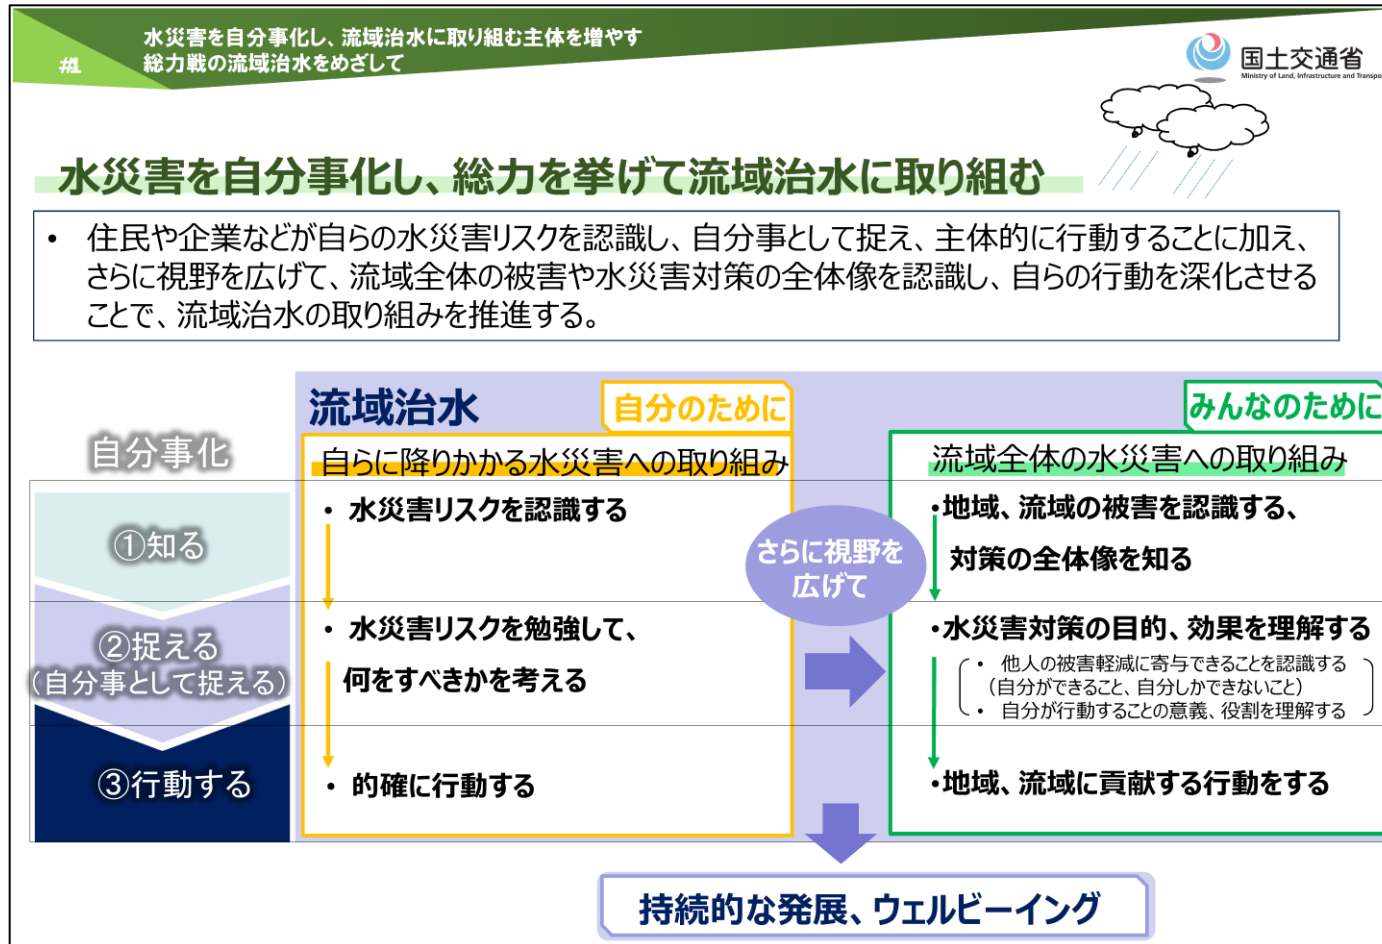 水災害を自分事化し、流域治水に取り組む主体を増やす
総力戦の流域治水をめざして
#1
国土交通省
Ministry of Land, Infrastructure and Transpo
水災害を自分事化し、総力を挙げて流域治水に取り組む
• 住民や企業などが自らの水災害リスクを認識し、自分事として捉え、主体的に行動することに加え、
さらに視野を広げて、流域全体の被害や水災害対策の全体像を認識し、自らの行動を深化させる
ことで、流域治水の取り組みを推進する。
流域治水
自分のために
みんなのために
自分事化
自らに降りかかる水災害への取り組み
流域全体の水災害への取り組み
①知る
・ 水災害リスクを認識する
さらに視野を
広げて
・地域、流域の被害を認識する、
対策の全体像を知る
②捉える
(自分事として捉える)
・ 水災害リスクを勉強して、
何をすべきかを考える
・水災害対策の目的、効果を理解する
・ 他人の被害軽減に寄与できることを認識する
(自分ができること、自分しかできないこと)
・ 自分が行動することの意義、役割を理解する
③行動する
・ 的確に行動する
・地域、流域に貢献する行動をする
持続的な発展、ウェルビーイング